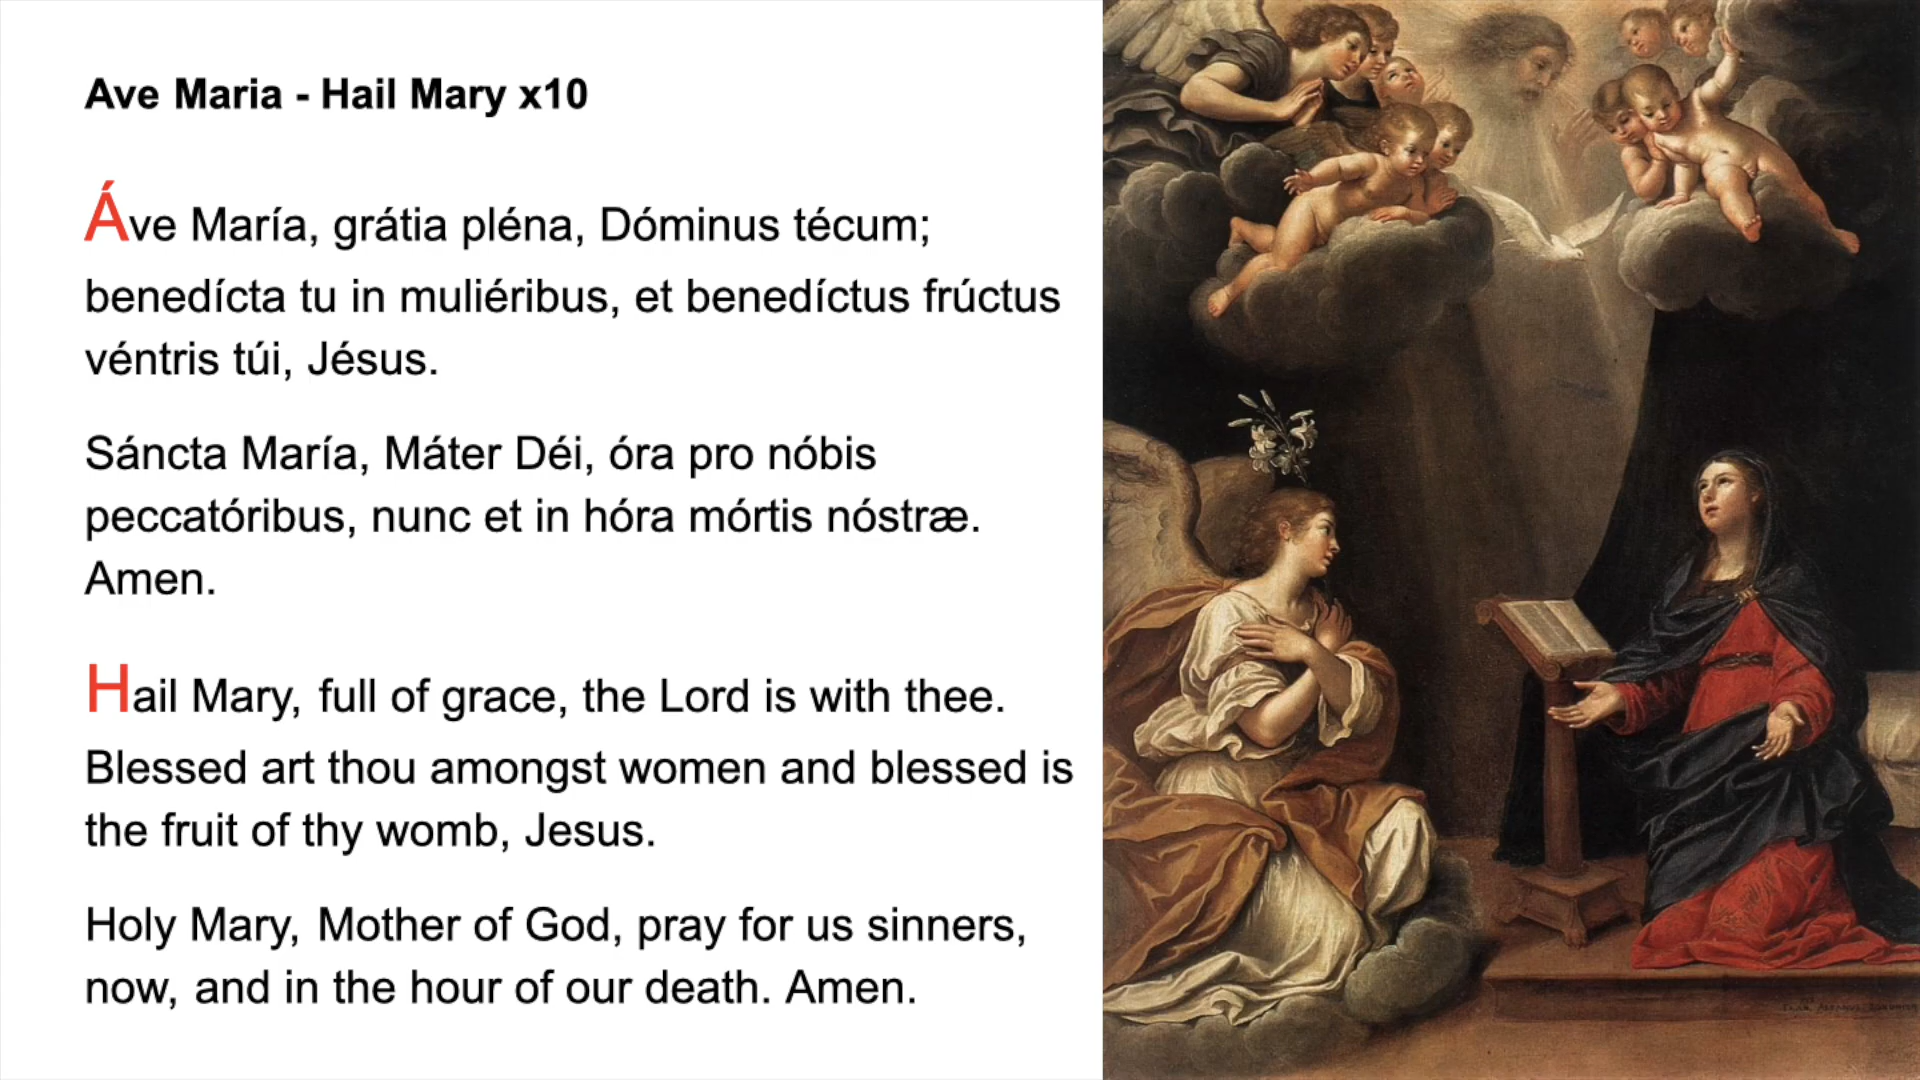 Ave Maria - Hail Mary x10
Áve María, grátia pléna, Dóminus técum;
benedícta tu in muliéribus, et benedíctus frúctus
véntris túi, Jésus.
Sáncta María, Máter Déi, óra pro nóbis
peccatóribus, nunc et in hóra mórtis nóstræ.
Amen.
Hail Mary, full of grace, the Lord is with thee.
Blessed art thou amongst women and blessed is
the fruit of thy womb, Jesus.
Holy Mary, Mother of God, pray for us sinners,
now, and in the hour of our death. Amen.